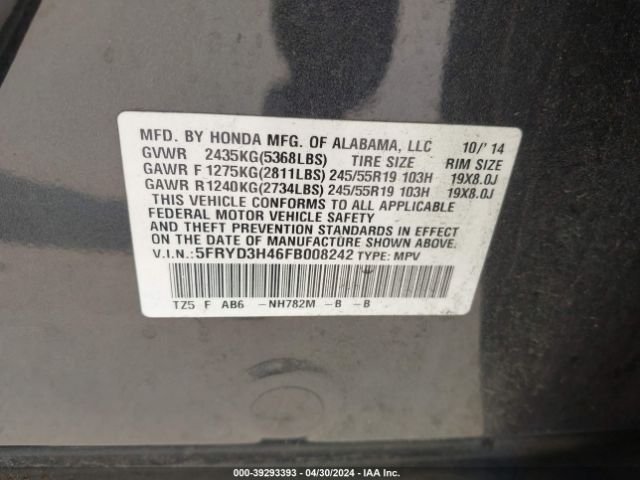 MFD. BY HONDA MFG. OF ALABAMA, LLC 10/'14
GVWR 2435KG(5368LBS) TIRE SIZE RIM SIZE
GAWR F 1275KG(2811LBS) 245/55R19 103H 19X8.0J
GAWR R1240KG(2734LBS) 245/55R19 103H 19X8.0J
THIS VEHICLE CONFORMS TO ALL APPLICABLE
FEDERAL MOTOR VEHICLE SAFETY
AND THEFT PREVENTION STANDARDS IN EFFECT
ON THE DATE OF MANUFACTURE SHOWN ABOVE.
V.I.N.:5FRYD3H46FB008242 TYPE: MPV
TZ5 F AB6 -NH782M -B -B
000-39293393 - 04/30/2024 - IAA Inc.